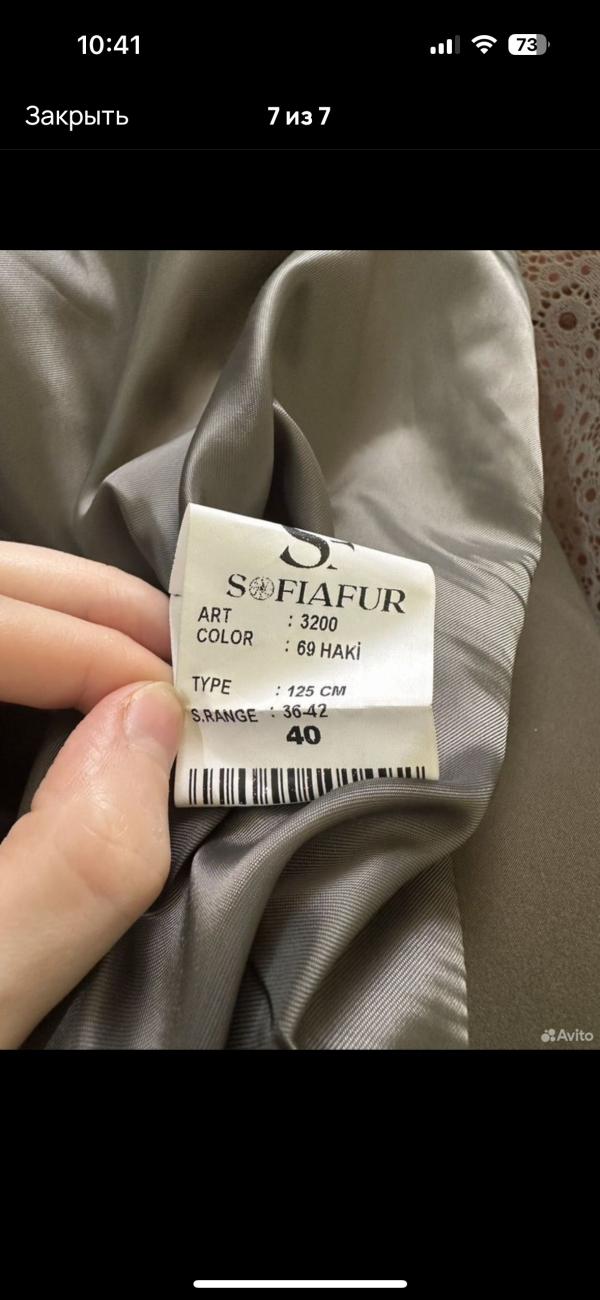 10:41
73
Закрыть
7 из 7
SOFIAFUR
ART : 3200
COLOR : 69 HAKİ
TYPE : 125 CM
S.RANGE : 36-42
40
Avito